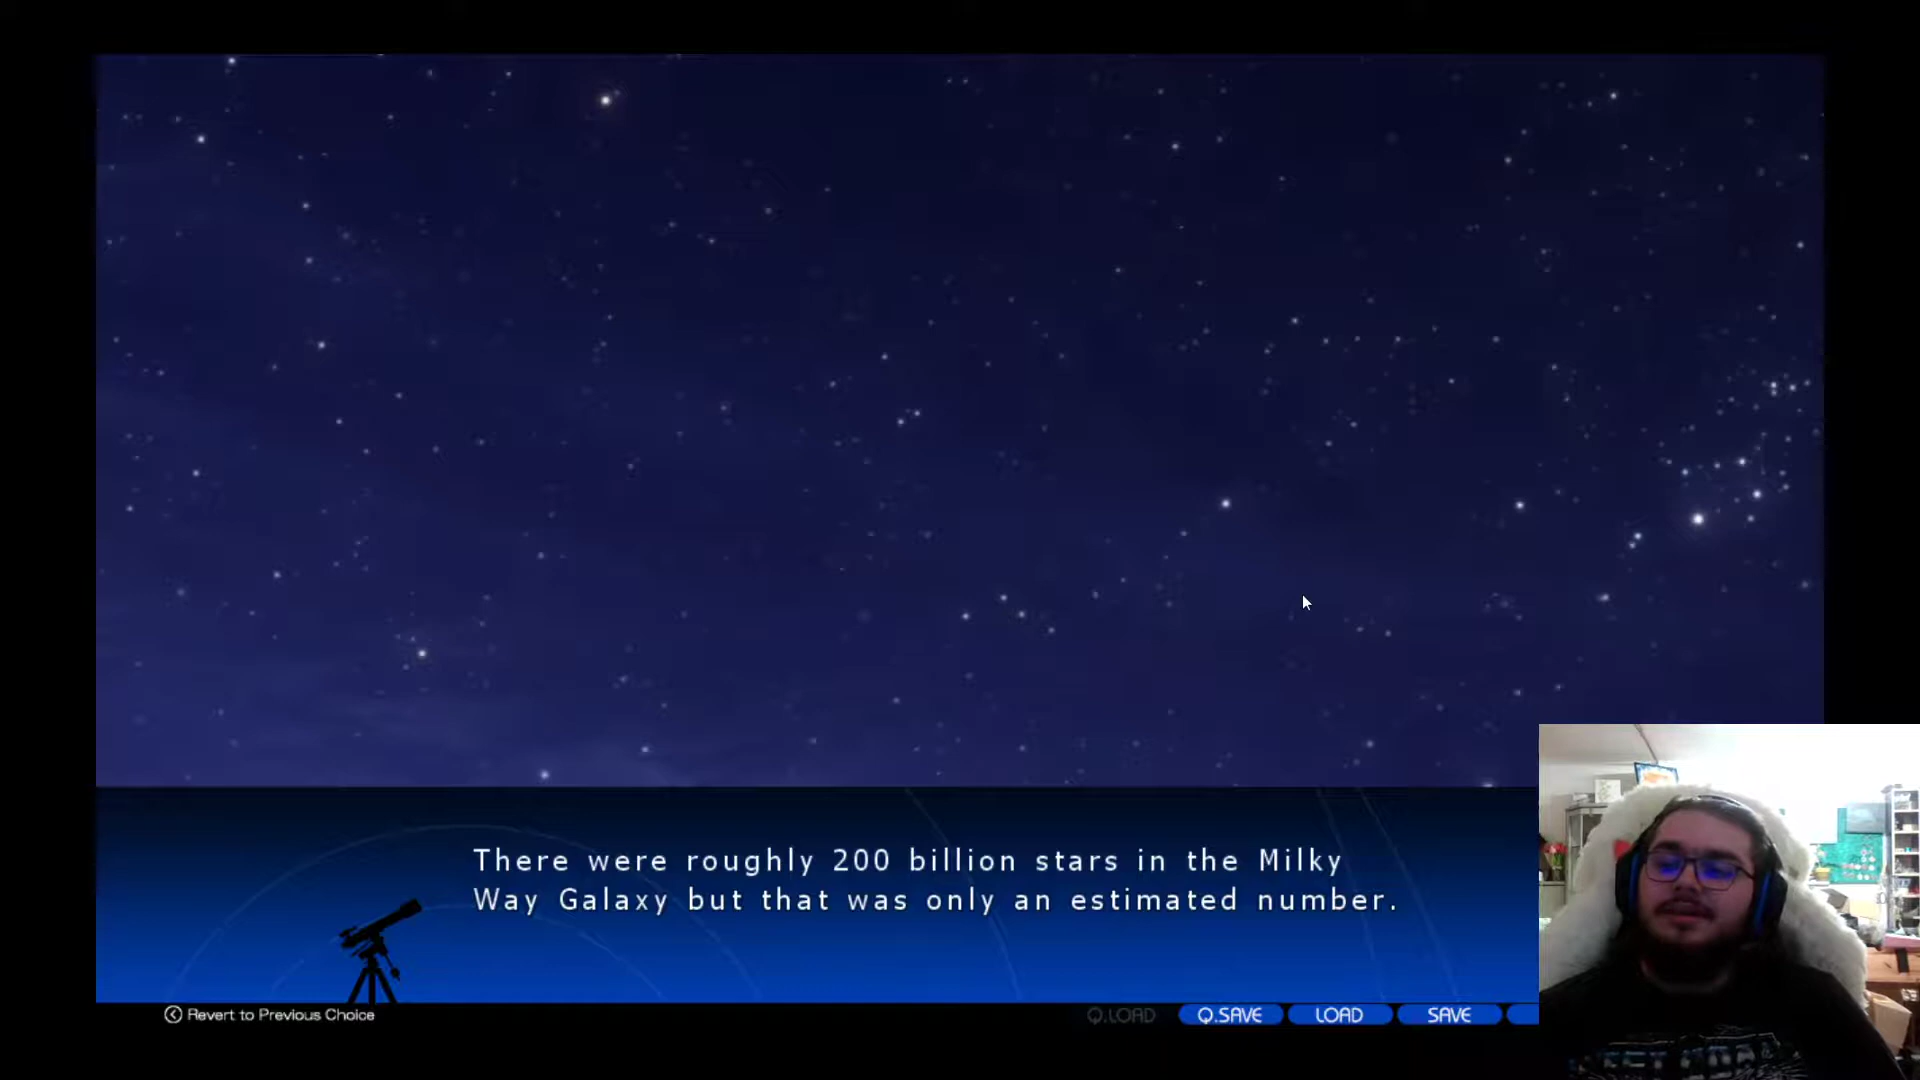 There were roughly 200 billion stars in the Milky
Way Galaxy but that was only an estimated number.
Revert to Previous Choice
Q.LOAD
Q.SAVE
LOAD
SAVE